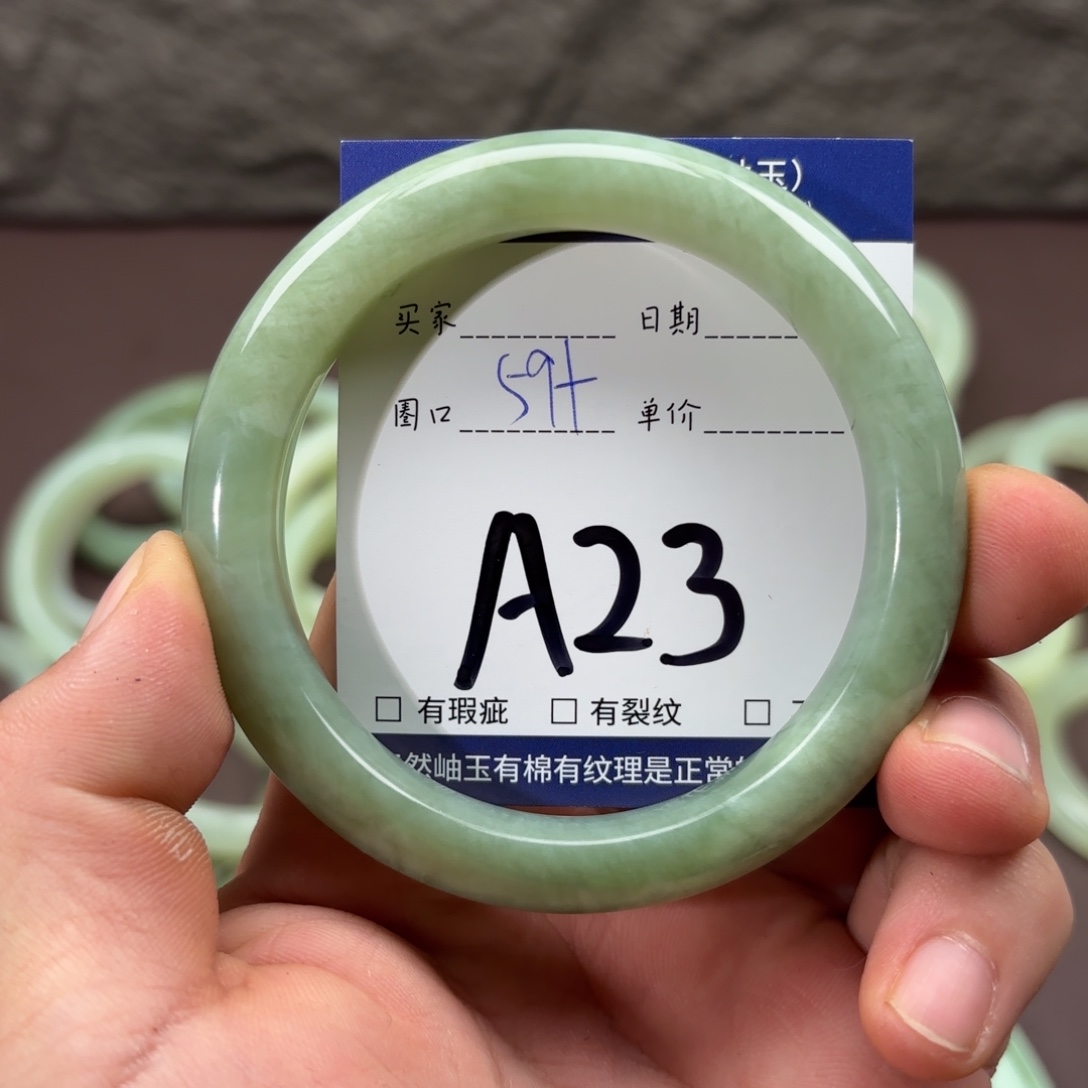 玉）
买家 日期
圈口 59+ 单价
A23
□ 有瑕疵 □ 有裂纹 □
然岫玉有棉有纹理是正常